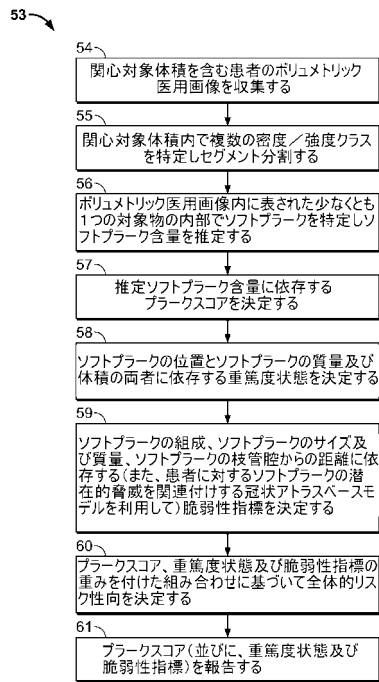 53
54
関心対象体積を含む患者のボリュメトリック
医用画像を収集する
55
関心対象体積内で複数の密度／強度クラス
を特定しセグメント分割する
56
ボリュメトリック医用画像内に表された少なくとも
1つの対象物の内部でソフトプラークを特定しソ
フトプラーク含量を推定する
57
推定ソフトプラーク含量に依存する
プラークスコアを決定する
58
ソフトプラークの位置とソフトプラークの質量及び
体積の両者に依存する重篤度状態を決定する
59
ソフトプラークの組成、ソフトプラークのサイズ及
び質量、ソフトプラークの枝管腔からの距離に依
存する(また、患者に対するソフトプラークの潜
在的脅威を関連付けする冠状アトラスベースモ
デルを利用して)脆弱性指標を決定する
60
プラークスコア、重篤度状態及び脆弱性指標の
重みを付けた組み合わせに基づいて全体的リス
ク性向を決定する
61
プラークスコア(並びに、重篤度状態及び
脆弱性指標)を報告する